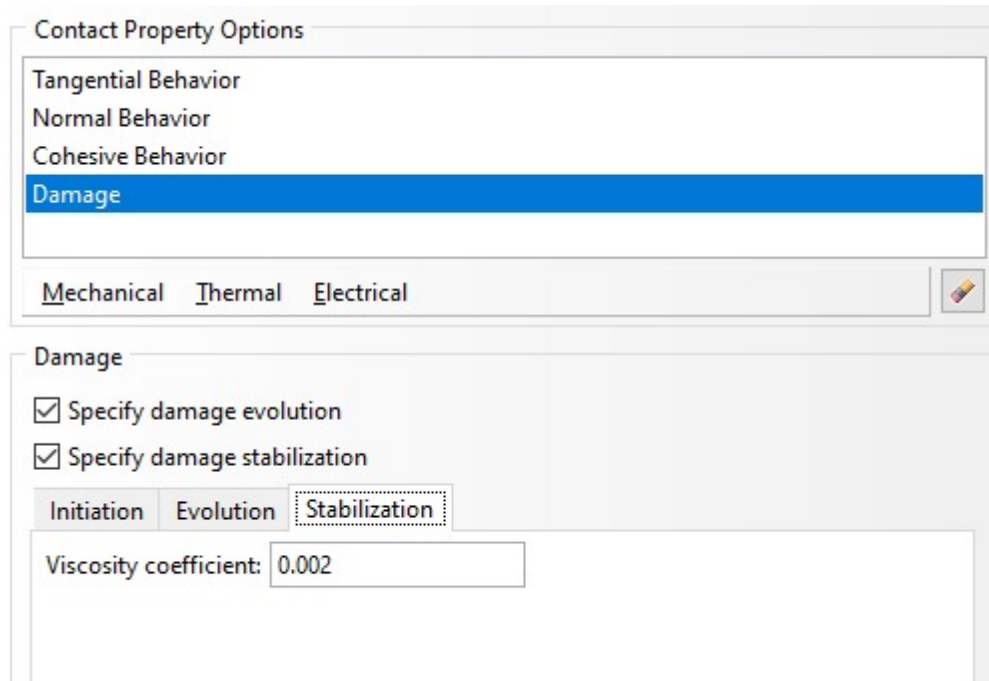 Contact Property Options
Tangential Behavior
Normal Behavior
Cohesive Behavior
Damage
Mechanical Thermal Electrical
Damage
Specify damage evolution
Specify damage stabilization
Initiation Evolution Stabilization
Viscosity coefficient: 0.002